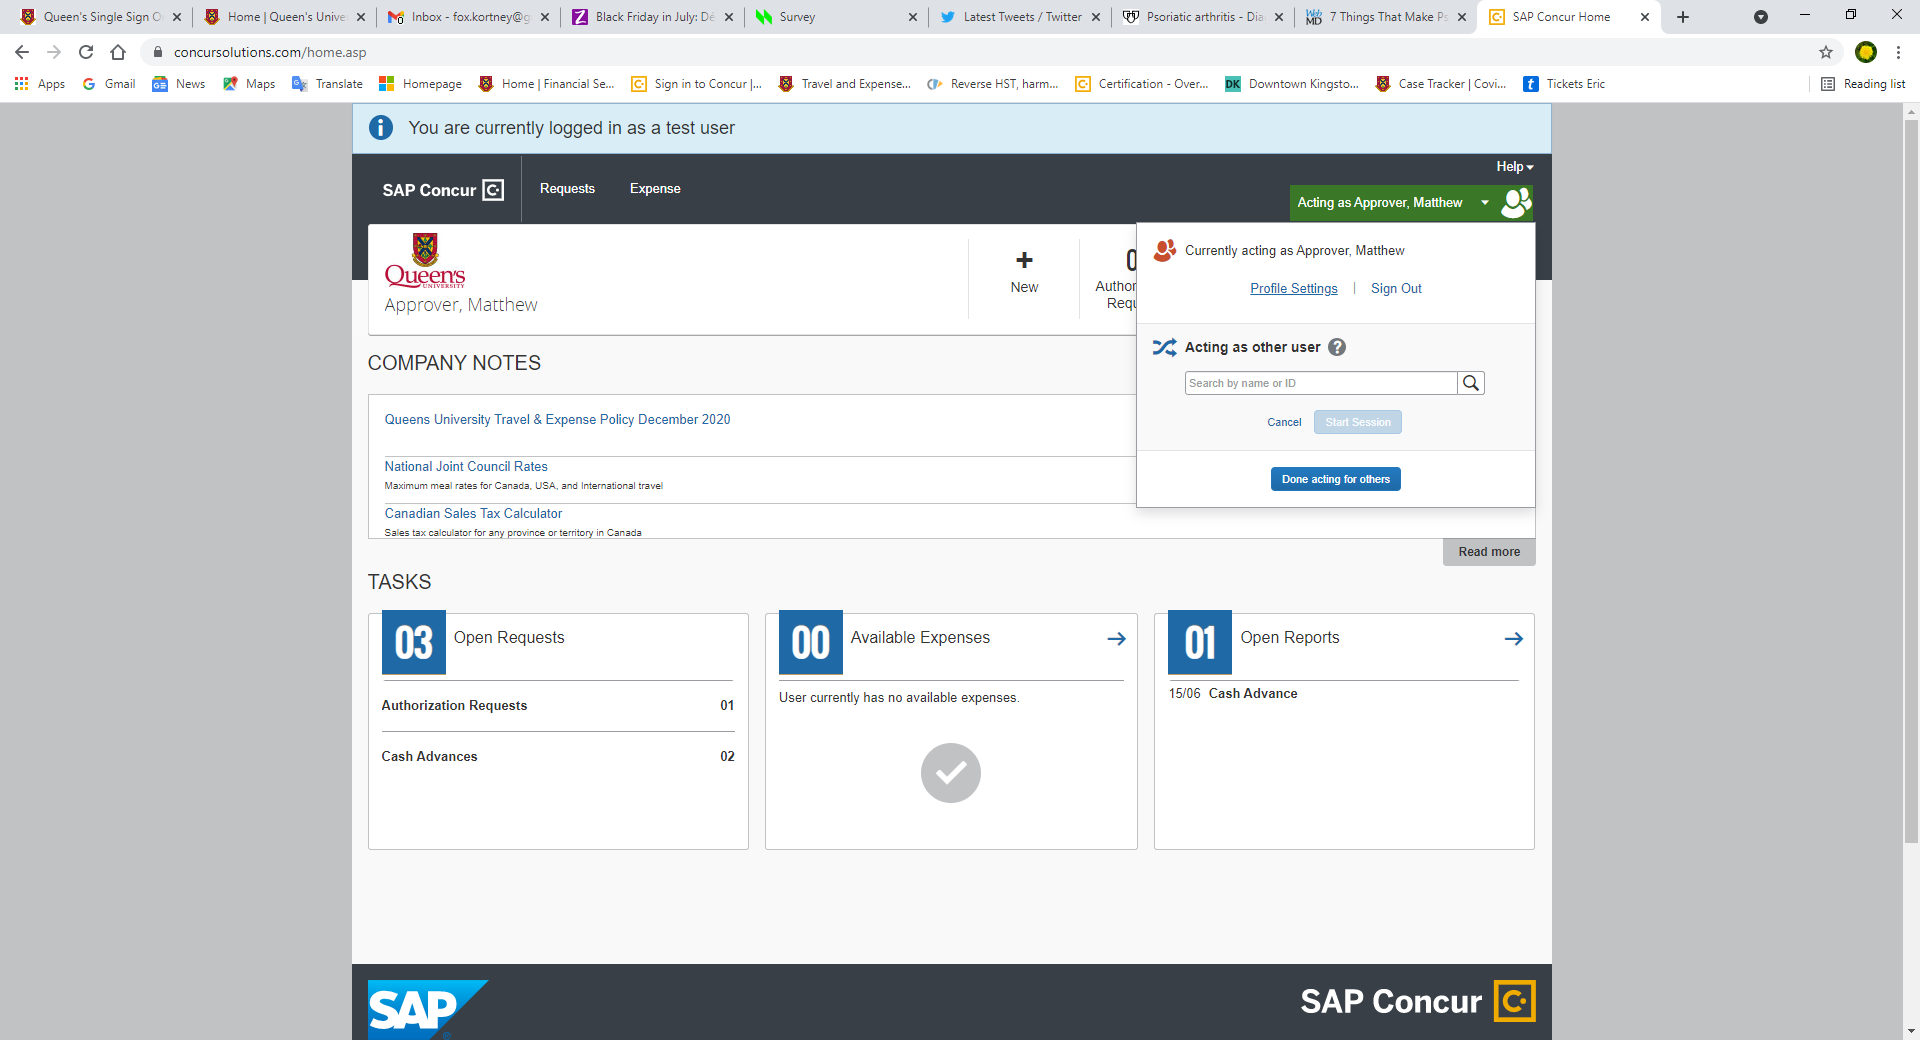 Queen's Single Sign O
Home | Queen's Unive
Inbox - fox.kortney@g
Black Friday in July: De
Survey
Latest Tweets / Twitter
Psoriatic arthritis - Dia
7 Things That Make Ps
SAP Concur Home
concursolutions.com/home.asp
Apps
Gmail
News
Maps
Translate
Homepage
Home | Financial Se...
Sign in to Concur |...
Travel and Expense...
Reverse HST, harm...
Certification - Over...
DK Downtown Kingsto...
Case Tracker | Covi...
t Tickets Eric
Reading list
You are currently logged in as a test user
Help
SAP Concur
Requests
Expense
Acting as Approver, Matthew
Queen's
UNIVERSITY
Approver, Matthew
+
New
0
Author
Requ
Currently acting as Approver, Matthew
Profile Settings | Sign Out
Acting as other user ?
Search by name or ID
Cancel
Start Session
Done acting for others
COMPANY NOTES
Queens University Travel & Expense Policy December 2020
National Joint Council Rates
Maximum meal rates for Canada, USA, and International travel
Canadian Sales Tax Calculator
Sales tax calculator for any province or territory in Canada
Read more
TASKS
03 Open Requests
Authorization Requests 01
Cash Advances 02
00 Available Expenses
User currently has no available expenses.
01 Open Reports
15/06 Cash Advance
SAP
SAP Concur